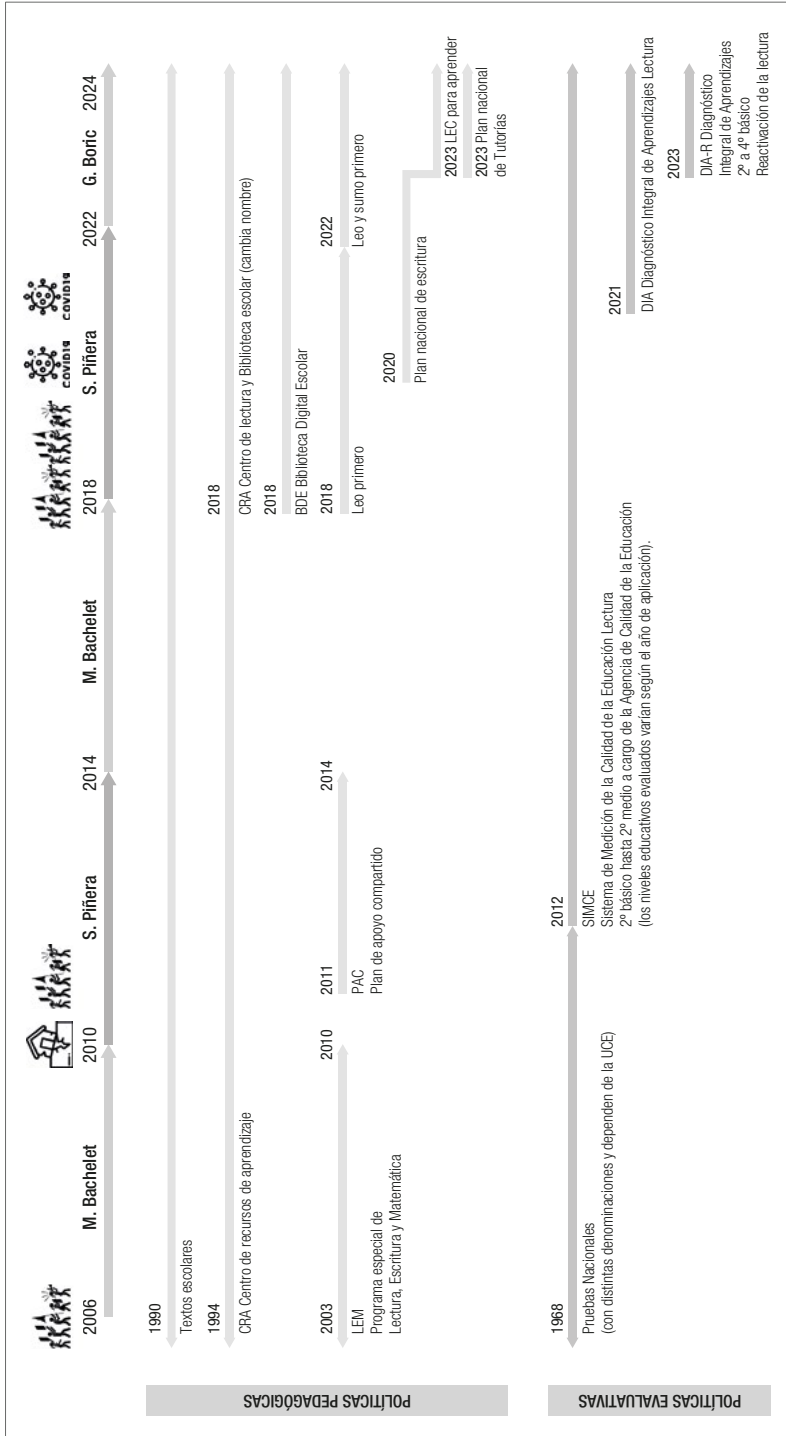 COVID19
COVID19
2006
M. Bachelet
2010
S. Piñera
2014
M. Bachelet
2018
S. Piñera
2022
G. Boric
2024
POLÍTICAS PEDAGÓGICAS
1990
Textos escolares
1994
CRA Centro de recursos de aprendizaje
2018
CRA Centro de lectura y Biblioteca escolar (cambia nombre)
2018
BDE Biblioteca Digital Escolar
2003
LEM
Programa especial de
Lectura, Escritura y Matemática
2010
2011
PAC
Plan de apoyo compartido
2014
2018
Leo primero
2022
Leo y sumo primero
2020
Plan nacional de escritura
2023 LEC para aprender
2023 Plan nacional
de Tutorías
POLÍTICAS EVALUATIVAS
1968
Pruebas Nacionales
(con distintas denominaciones y dependen de la UCE)
2012
SIMCE
Sistema de Medición de la Calidad de la Educación Lectura
2º básico hasta 2º medio a cargo de la Agencia de Calidad de la Educación
(los niveles educativos evaluados varían según el año de aplicación).
2021
DIA Diagnóstico Integral de Aprendizajes Lectura
2023
DIA-R Diagnóstico
Integral de Aprendizajes
2º a 4º básico
Reactivación de la lectura